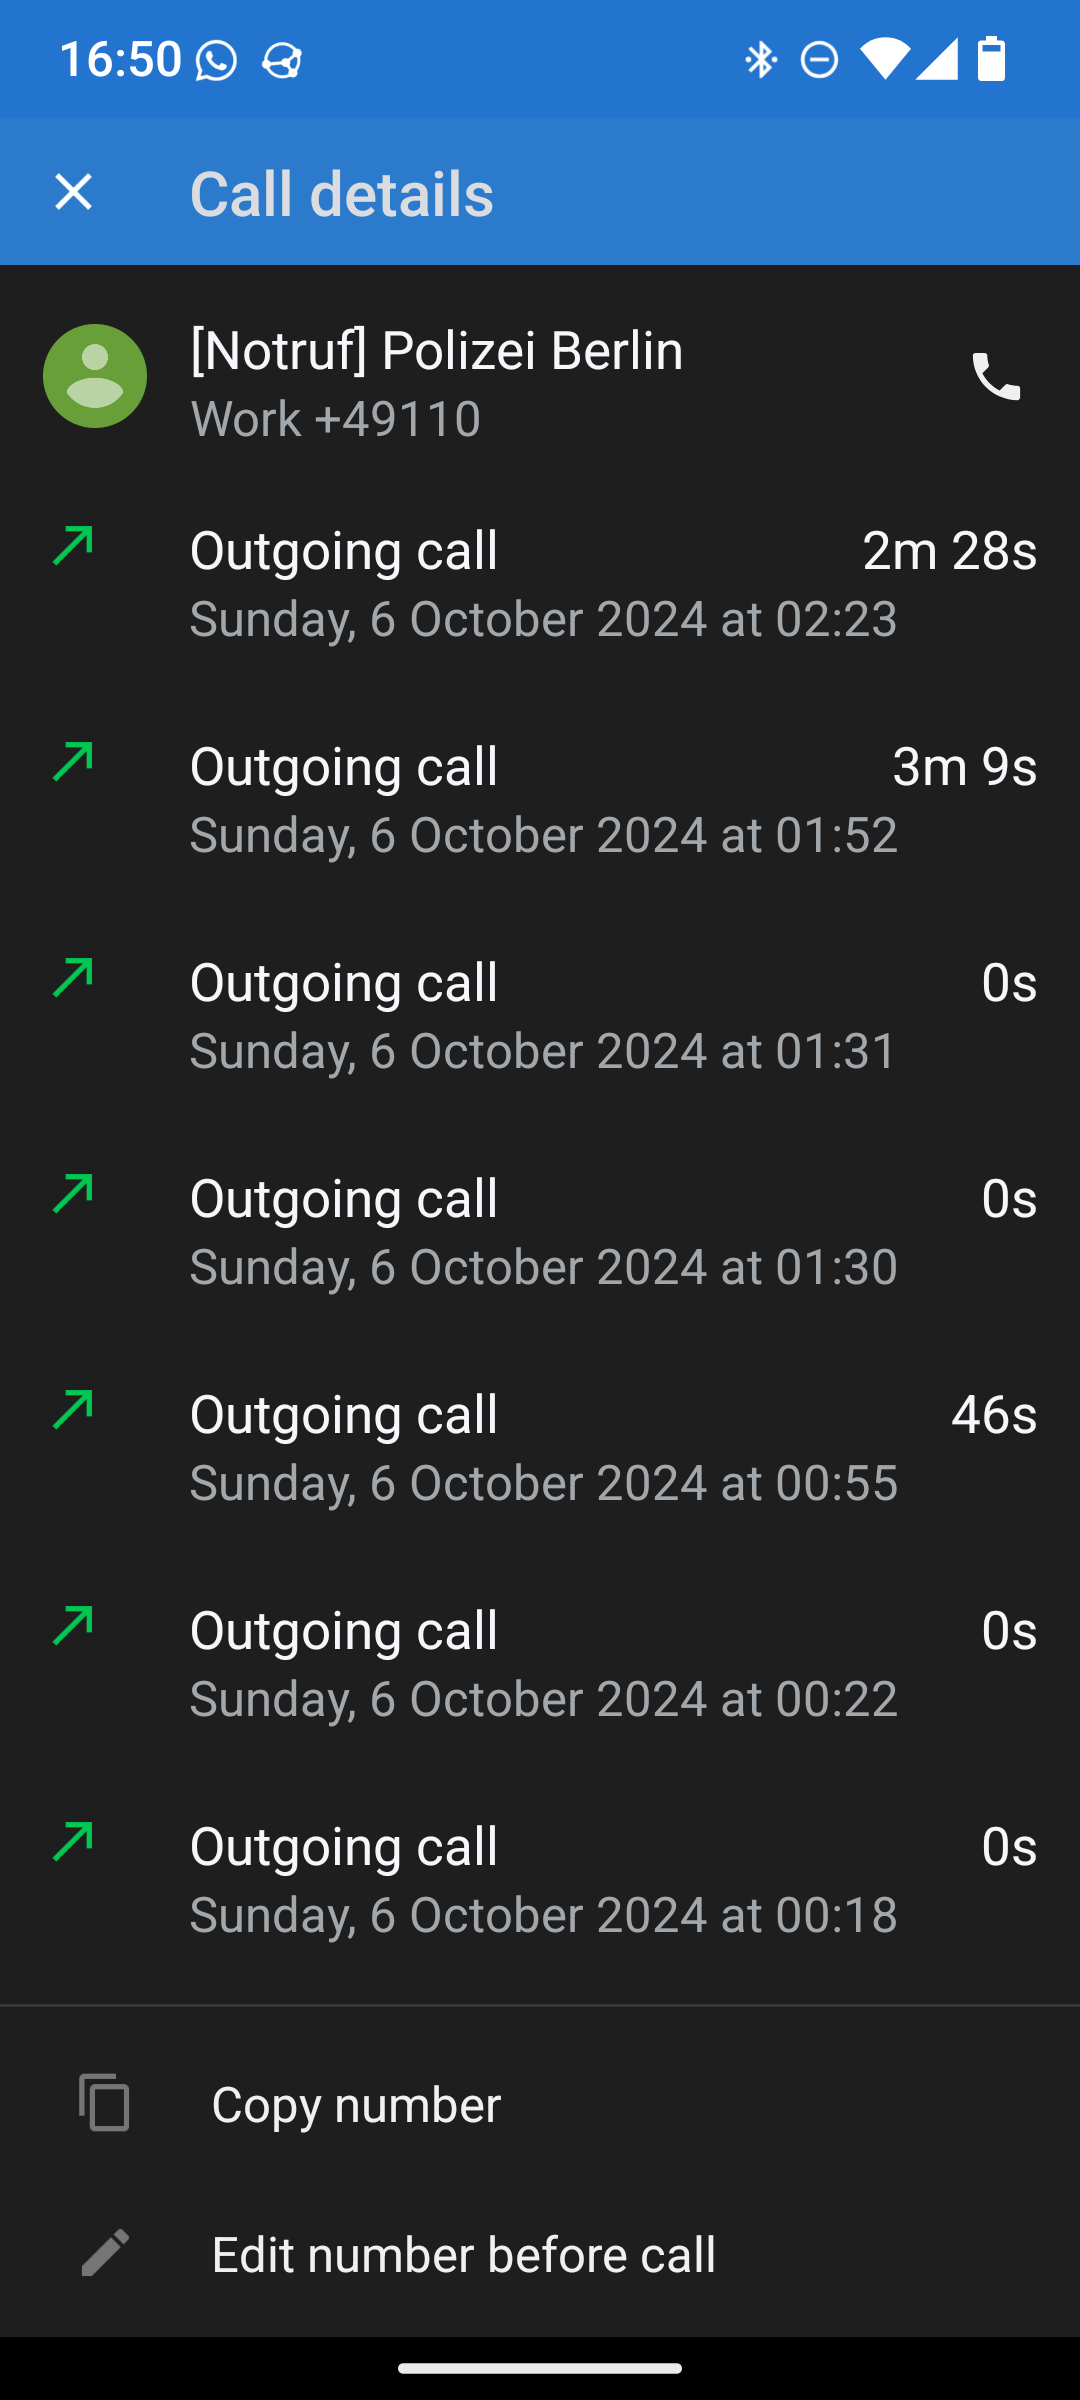 16:50
Call details
[Notruf] Polizei Berlin
Work +49110
Outgoing call 2m 28s
Sunday, 6 October 2024 at 02:23
Outgoing call 3m 9s
Sunday, 6 October 2024 at 01:52
Outgoing call 0s
Sunday, 6 October 2024 at 01:31
Outgoing call 0s
Sunday, 6 October 2024 at 01:30
Outgoing call 46s
Sunday, 6 October 2024 at 00:55
Outgoing call 0s
Sunday, 6 October 2024 at 00:22
Outgoing call 0s
Sunday, 6 October 2024 at 00:18
Copy number
Edit number before call